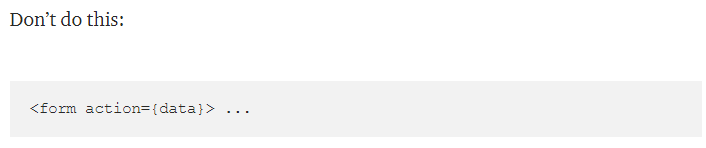 Don’t do this:
<form action={data}> ...